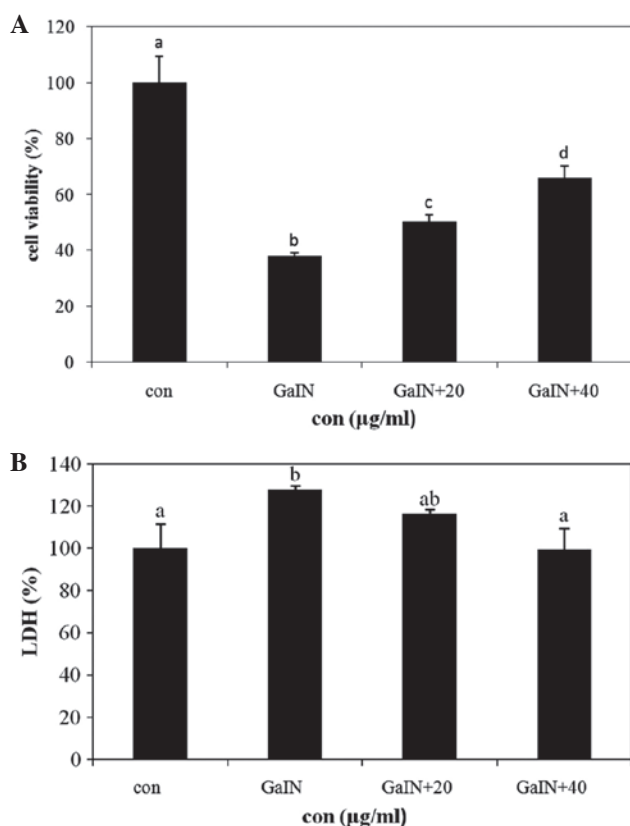 A
120
100
80
60
40
20
0
cell viability (%)
a
b
c
d
con GaIN GaIN+20 GaIN+40
con (µg/ml)
B
140
120
100
80
60
40
20
0
LDH (%)
a
b
ab
a
con GaIN GaIN+20 GaIN+40
con (µg/ml)